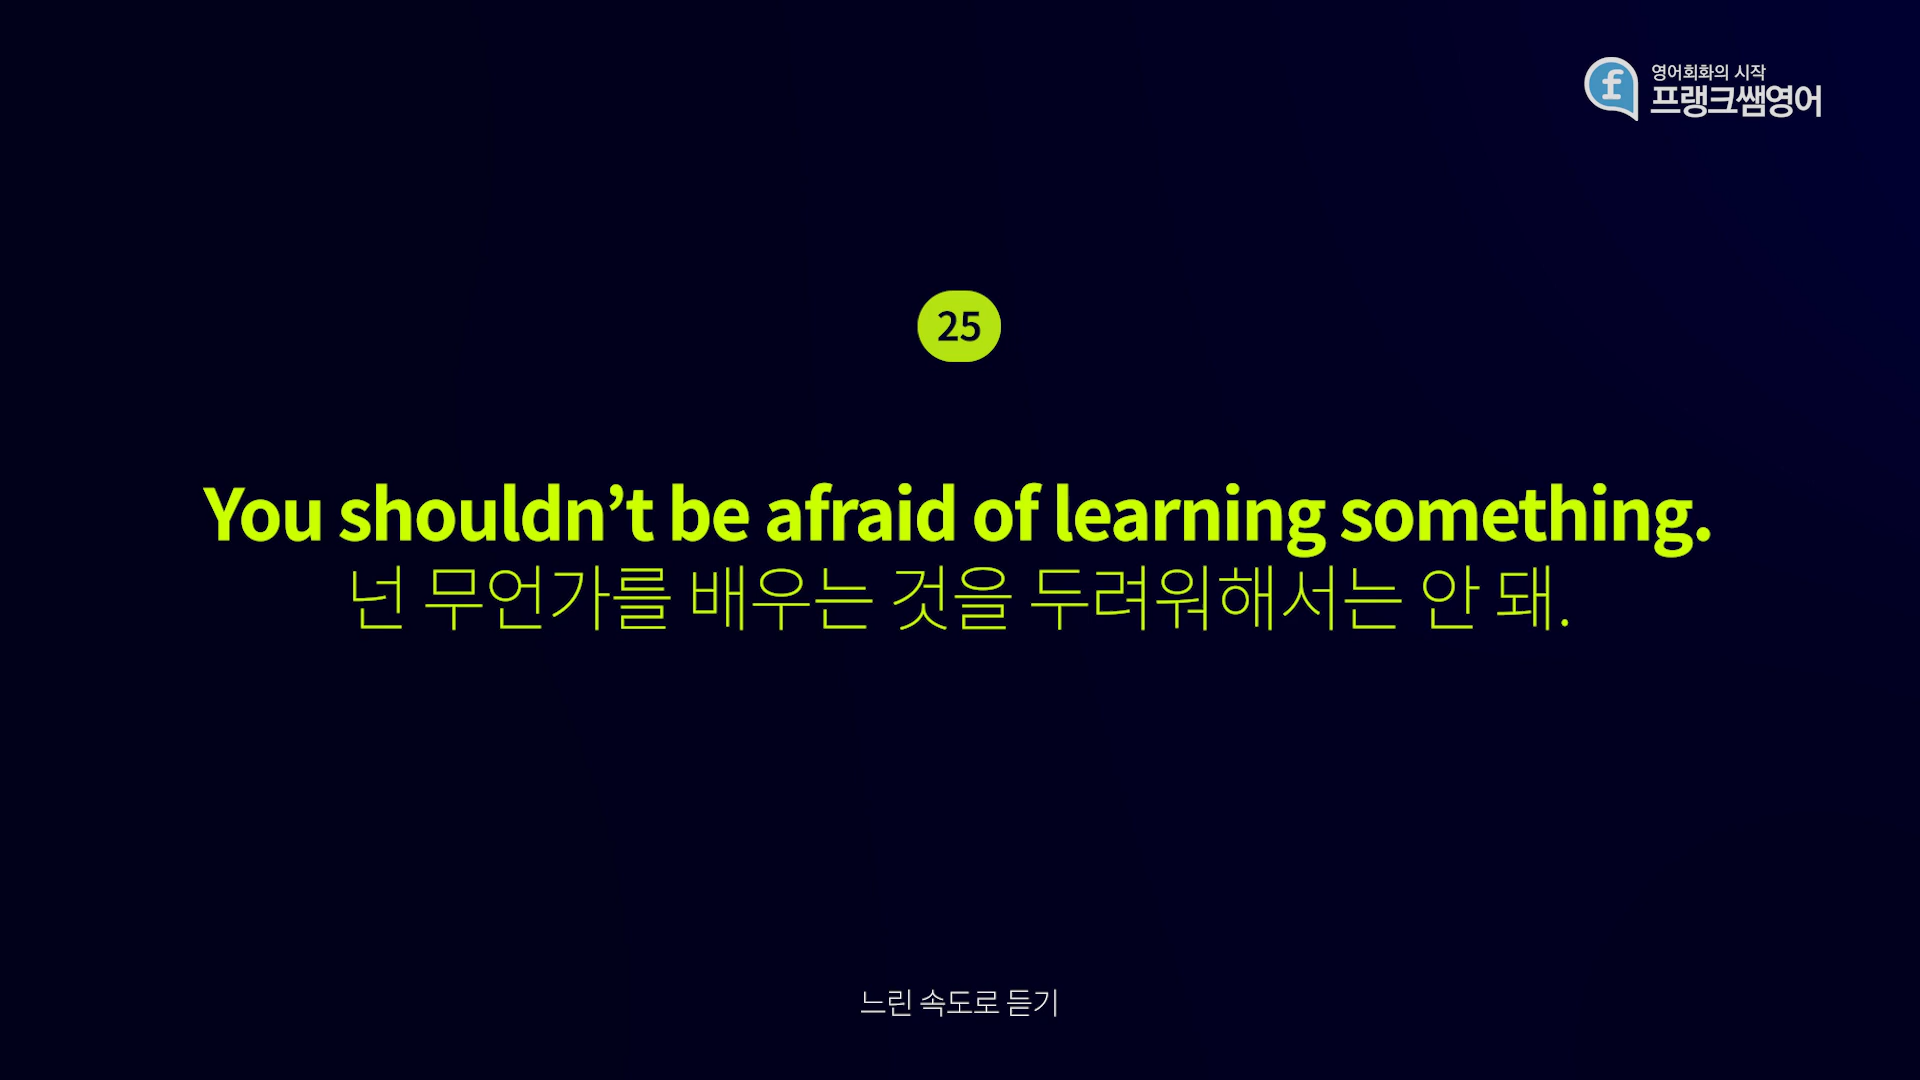 영어회화의 시작
프랭크쌤영어
25
You shouldn’t be afraid of learning something.
넌 무언가를 배우는 것을 두려워해서는 안 돼.
느린 속도로 듣기